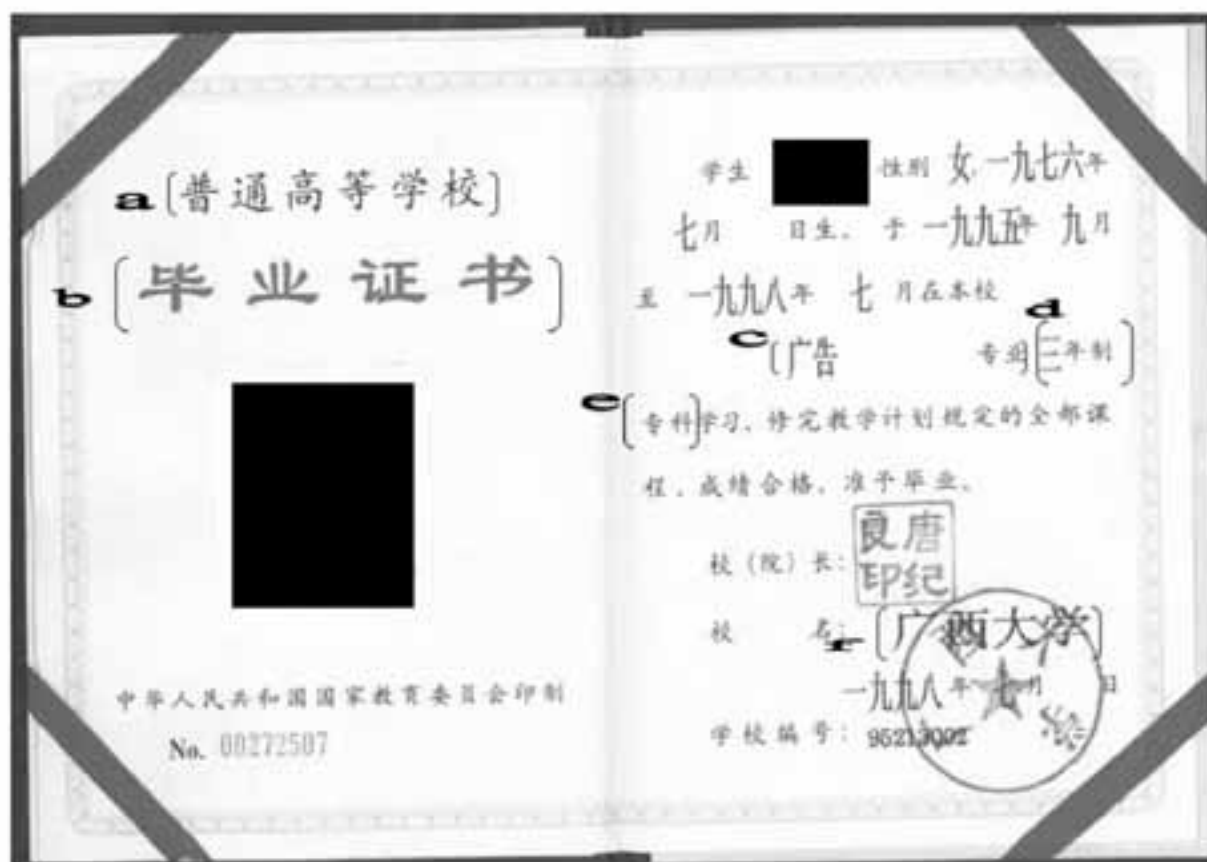 a［普通高等学校］
b［毕业证书］
中华人民共和国国家教育委员会印制
No. 00272507
学生 性别 女，一九七六年
七月 日生，于一九九五年 九月
至 一九九八年 七 月在本校
c［广告 专业 d［三年制］
e［专科］学习，修完教学计划规定的全部课
程，成绩合格，准予毕业。
校（院）长：唐纪良印
校 名：f［广西大学］
一九九八年 七月 日
学校编号：95213002